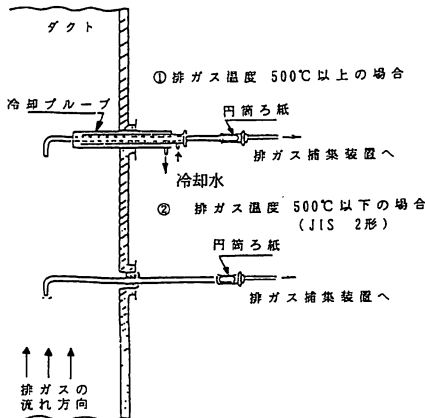 ダクト
①排ガス温度 500℃以上の場合
冷却プルーブ
円筒ろ紙
排ガス捕集装置へ
冷却水
② 排ガス温度 500℃以下の場合
(JIS 2形)
円筒ろ紙
排ガス捕集装置へ
排ガスの
流れ方向